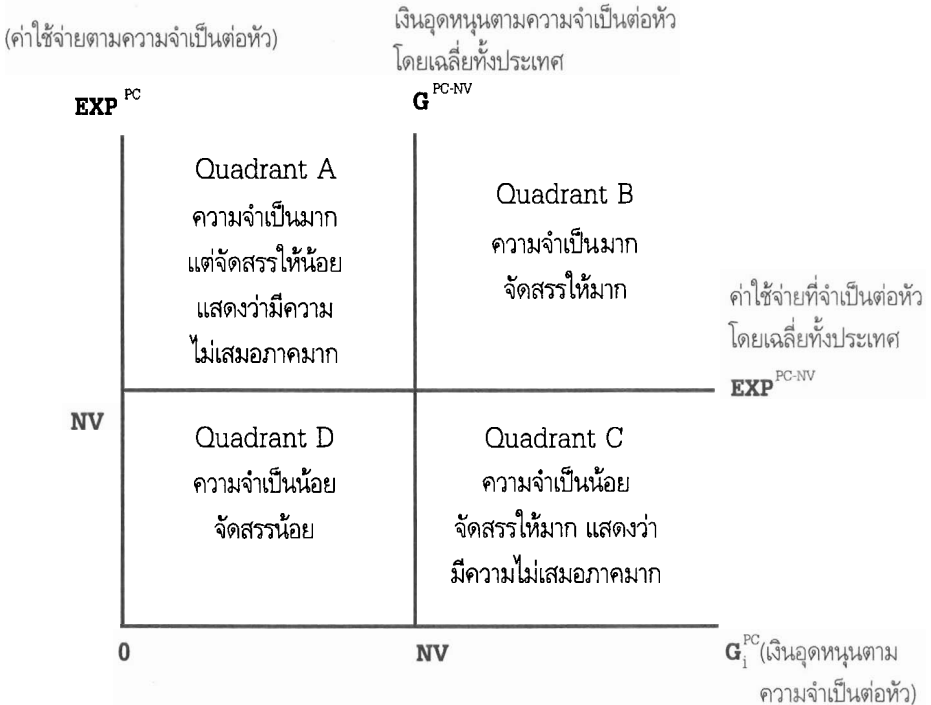 (ค่าใช้จ่ายตามความจำเป็นต่อหัว)
เงินอุดหนุนตามความจำเป็นต่อหัว
โดยเฉลี่ยทั้งประเทศ
EXP PC
G PC-NV
Quadrant A
ความจำเป็นมาก
แต่จัดสรรให้น้อย
แสดงว่ามีความ
ไม่เสมอภาคมาก
Quadrant B
ความจำเป็นมาก
จัดสรรให้มาก
ค่าใช้จ่ายที่จำเป็นต่อหัว
โดยเฉลี่ยทั้งประเทศ
EXP PC-NV
NV
Quadrant D
ความจำเป็นน้อย
จัดสรรน้อย
Quadrant C
ความจำเป็นน้อย
จัดสรรให้มาก แสดงว่า
มีความไม่เสมอภาคมาก
0
NV
G i PC (เงินอุดหนุนตาม
ความจำเป็นต่อหัว)